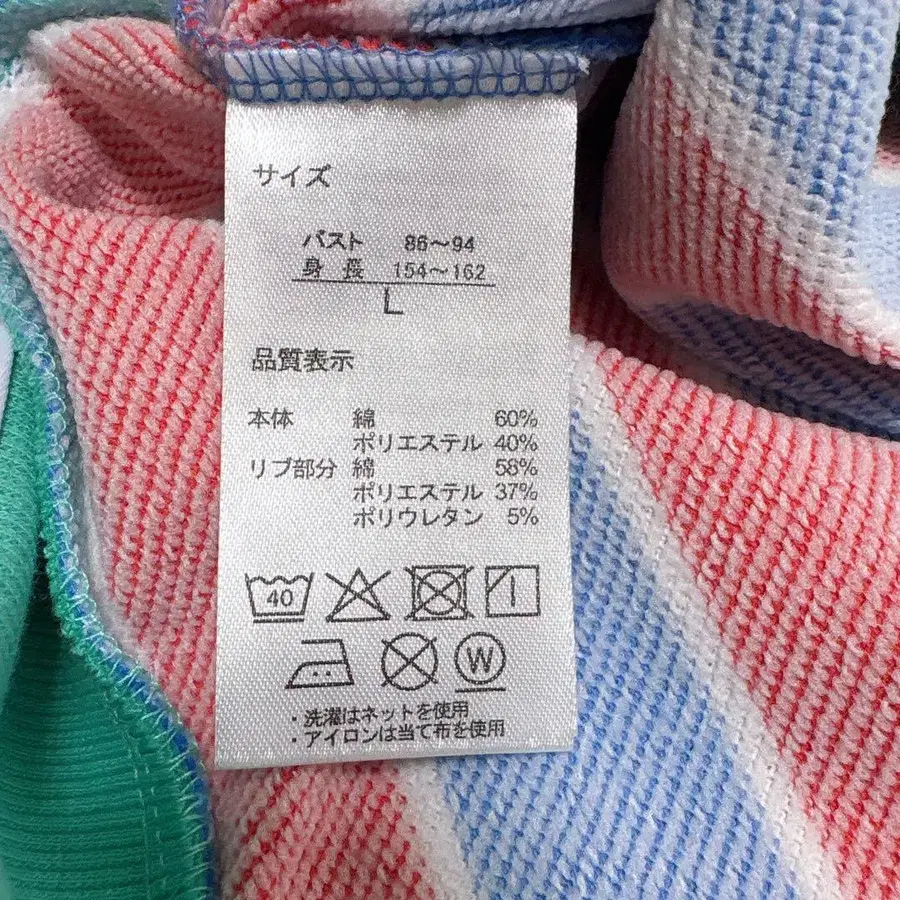 サイズ
バスト 86～94
身長 154～162
L
品質表示
本体 綿 60%
ポリエステル 40%
リブ部分 綿 58%
ポリエステル 37%
ポリウレタン 5%
40
W
・洗濯はネットを使用
・アイロンは当て布を使用